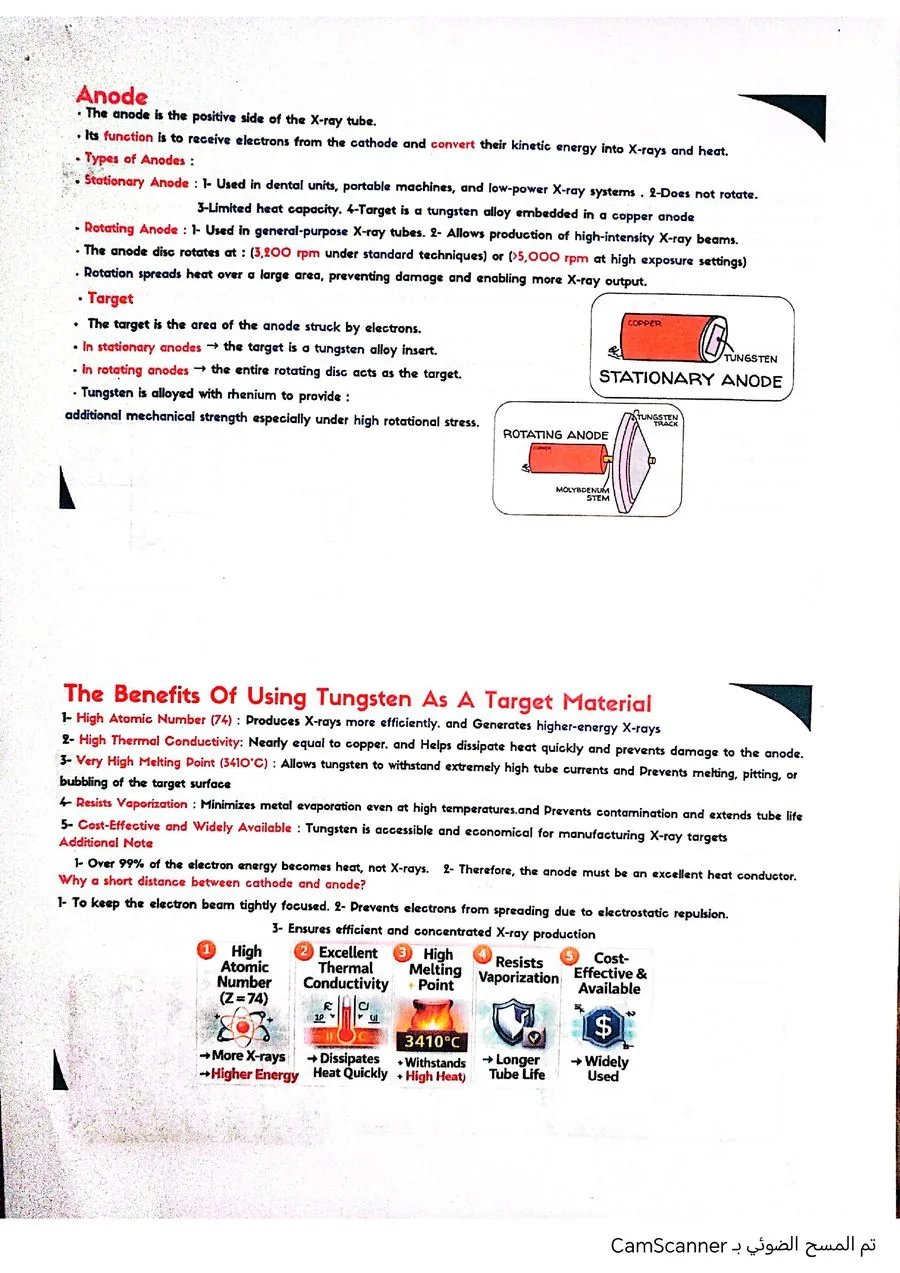 Anode
• The anode is the positive side of the X-ray tube.
• Its function is to receive electrons from the cathode and convert their kinetic energy into X-rays and heat.
• Types of Anodes :
• Stationary Anode : 1- Used in dental units, portable machines, and low-power X-ray systems . 2-Does not rotate.
3-Limited heat capacity. 4-Target is a tungsten alloy embedded in a copper anode
• Rotating Anode : 1- Used in general-purpose X-ray tubes. 2- Allows production of high-intensity X-ray beams.
• The anode disc rotates at : (3,200 rpm under standard techniques) or (>5,000 rpm at high exposure settings)
• Rotation spreads heat over a large area, preventing damage and enabling more X-ray output.
• Target
• The target is the area of the anode struck by electrons.
• In stationary anodes → the target is a tungsten alloy insert.
• In rotating anodes → the entire rotating disc acts as the target.
• Tungsten is alloyed with rhenium to provide :
additional mechanical strength especially under high rotational stress.
COPPER
TUNGSTEN
STATIONARY ANODE
ROTATING ANODE
COPPER
TUNGSTEN
TRACK
MOLYBDENUM
STEM
The Benefits Of Using Tungsten As A Target Material
1- High Atomic Number (74) : Produces X-rays more efficiently. and Generates higher-energy X-rays
2- High Thermal Conductivity: Nearly equal to copper. and Helps dissipate heat quickly and prevents damage to the anode.
3- Very High Melting Point (3410°C) : Allows tungsten to withstand extremely high tube currents and Prevents melting, pitting, or
bubbling of the target surface
4- Resists Vaporization : Minimizes metal evaporation even at high temperatures.and Prevents contamination and extends tube life
5- Cost-Effective and Widely Available : Tungsten is accessible and economical for manufacturing X-ray targets
Additional Note
1- Over 99% of the electron energy becomes heat, not X-rays. 2- Therefore, the anode must be an excellent heat conductor.
Why a short distance between cathode and anode?
1- To keep the electron beam tightly focused. 2- Prevents electrons from spreading due to electrostatic repulsion.
3- Ensures efficient and concentrated X-ray production
1 High
Atomic
Number
(Z = 74)
→More X-rays
→Higher Energy
2 Excellent
Thermal
Conductivity
→ Dissipates
Heat Quickly
3 High
Melting
Point
3410°C
+Withstands
+ High Heat)
4 Resists
Vaporization
→ Longer
Tube Life
5 Cost-
Effective &
Available
$
→ Widely
Used
تم المسح الضوئي بـ CamScanner